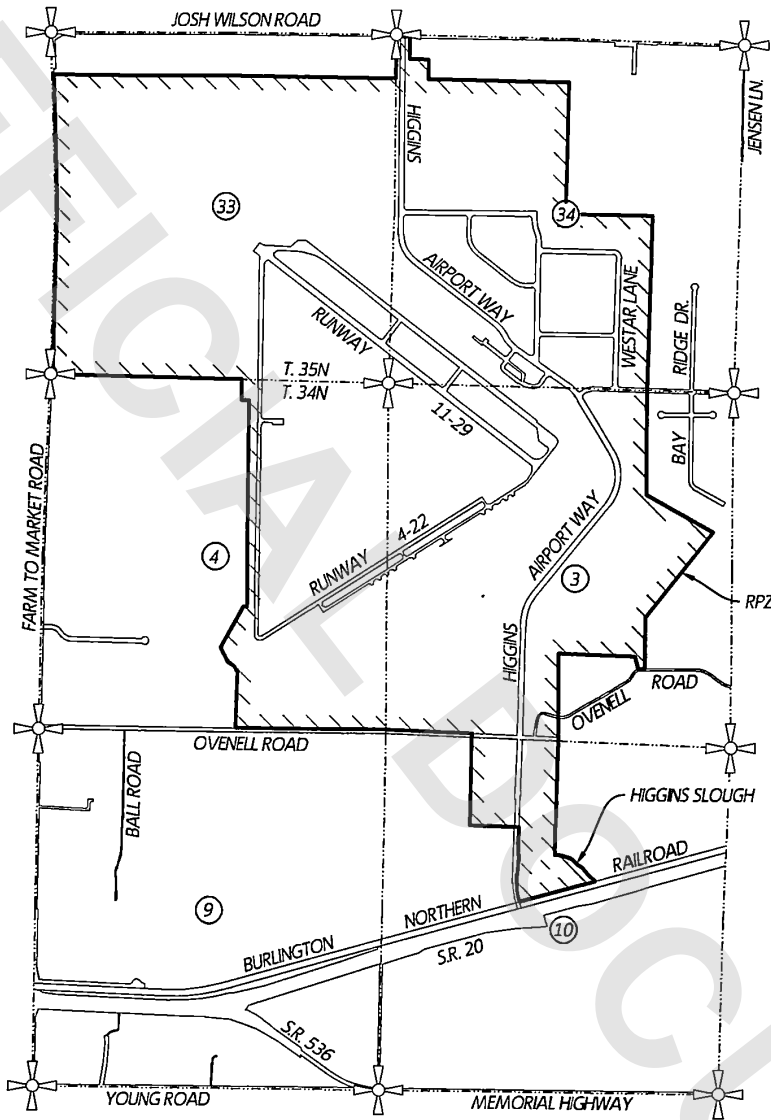 JOSH WILSON ROAD
HIGGINS
JENSEN LN.
33
34
AIRPORT WAY
WESTAR LANE
RUNWAY
11-29
RIDGE DR.
BAY
T. 35N
T. 34N
FARM TO MARKET ROAD
4
RUNWAY 4-22
AIRPORT WAY
3
HIGGINS
RPZ
OVENELL
ROAD
OVENELL ROAD
BALL ROAD
HIGGINS SLOUGH
9
BURLINGTON
NORTHERN
RAILROAD
S.R. 20
10
S.R. 536
YOUNG ROAD
MEMORIAL HIGHWAY